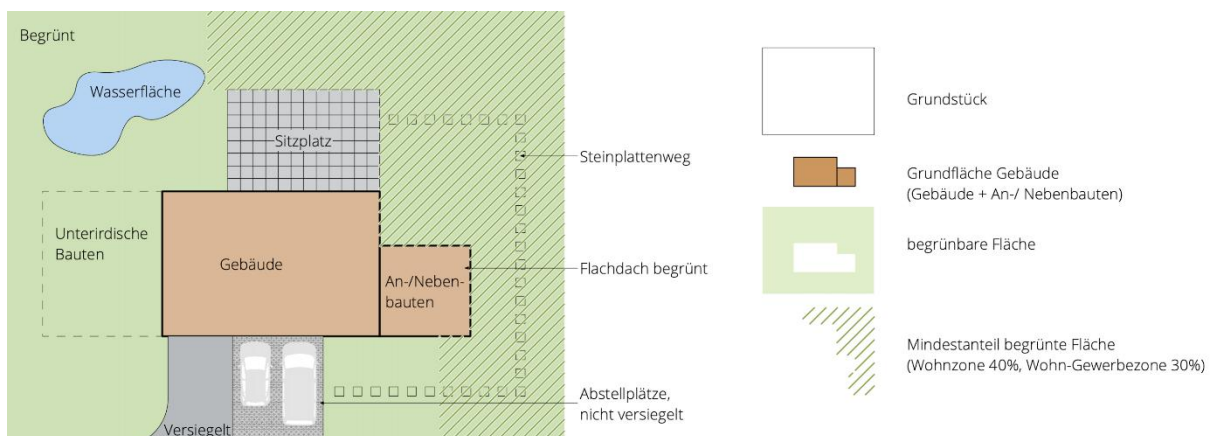 Begrünt
Wasserfläche
Sitzplatz
Steinplattenweg
Unterirdische
Bauten
Gebäude
An-/Neben-
bauten
Flachdach begrünt
Abstellplätze,
nicht versiegelt
Versiegelt
Grundstück
Grundfläche Gebäude
(Gebäude + An-/ Nebenbauten)
begrünbare Fläche
Mindestanteil begrünte Fläche
(Wohnzone 40%, Wohn-Gewerbezone 30%)